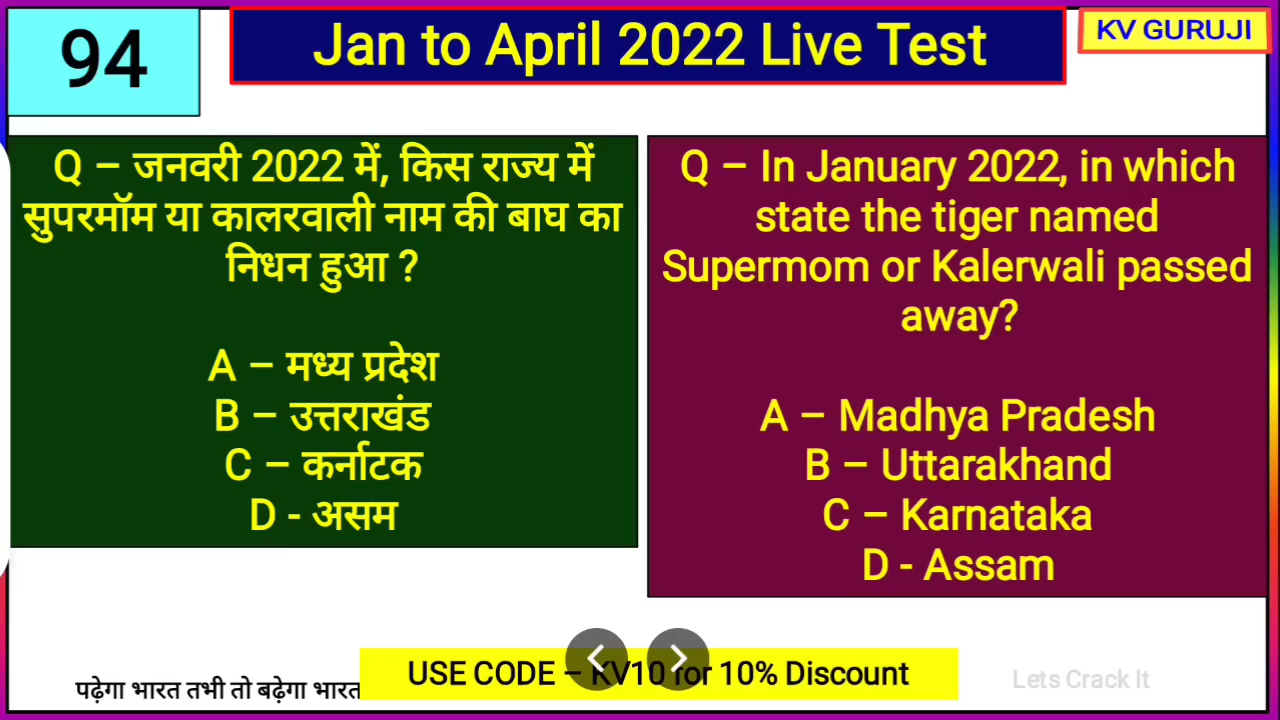 94
Jan to April 2022 Live Test
KV GURUJI
Q – जनवरी 2022 में, किस राज्य में
सुपरमॉम या कालरवाली नाम की बाघ का
निधन हुआ ?
A – मध्य प्रदेश
B – उत्तराखंड
C – कर्नाटक
D - असम
Q – In January 2022, in which
state the tiger named
Supermom or Kalerwali passed
away?
A – Madhya Pradesh
B – Uttarakhand
C – Karnataka
D - Assam
पढ़ेगा भारत तभी तो बढ़ेगा भारत
USE CODE – KV10 for 10% Discount
Lets Crack It